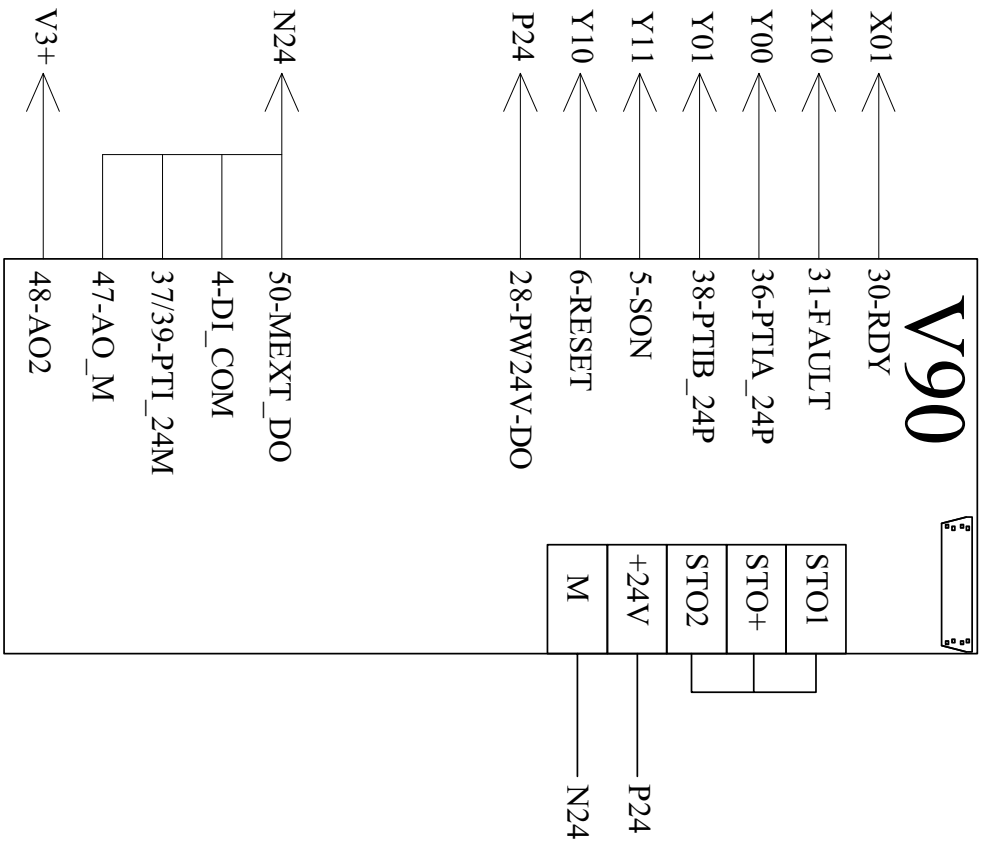 V90
X01
30-RDY
X10
31-FAULT
Y00
36-PTIA_24P
Y01
38-PTIB_24P
Y11
5-SON
Y10
6-RESET
P24
28-PW24V-DO
N24
50-MEXT_DO
4-DI_COM
37/39-PTI_24M
47-AO_M
V3+
48-AO2
STO1
STO+
STO2
+24V
P24
M
N24